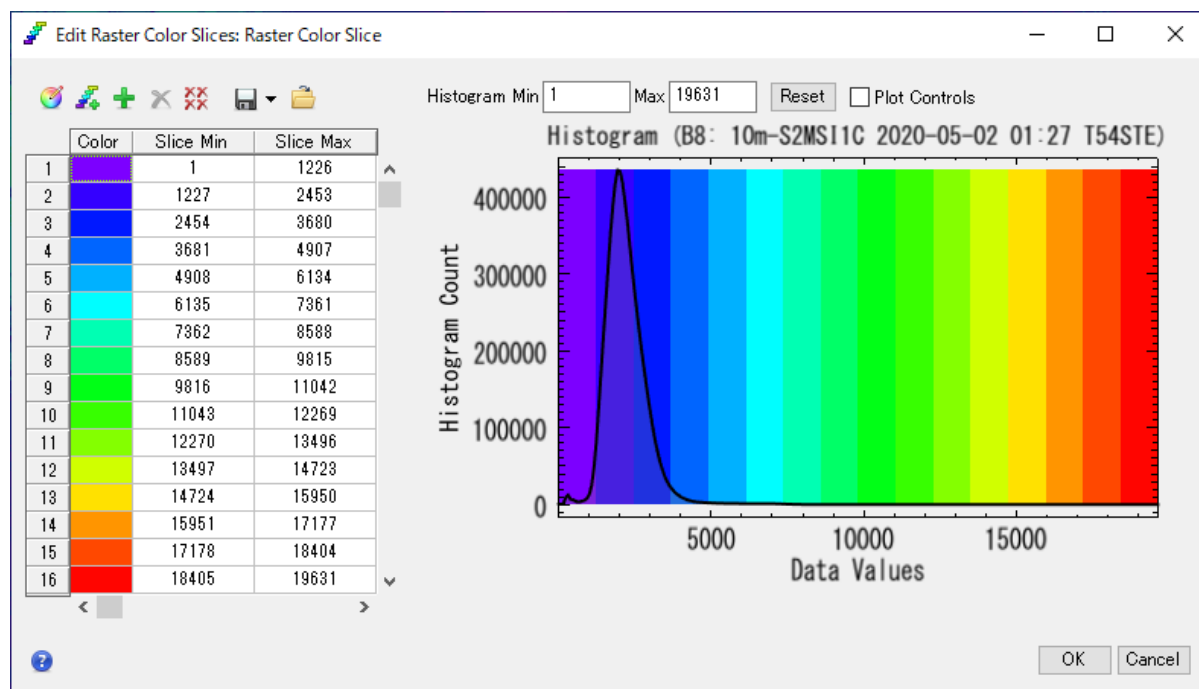 Edit Raster Color Slices: Raster Color Slice
Histogram Min 1 Max 19631 Reset Plot Controls
Color Slice Min Slice Max
1 1 1226
2 1227 2453
3 2454 3680
4 3681 4907
5 4908 6134
6 6135 7361
7 7362 8588
8 8589 9815
9 9816 11042
10 11043 12269
11 12270 13496
12 13497 14723
13 14724 15950
14 15951 17177
15 17178 18404
16 18405 19631
Histogram (B8: 10m-S2MSI1C 2020-05-02 01:27 T54STE)
Histogram Count
400000
300000
200000
100000
0
5000 10000 15000
Data Values
?
OK Cancel